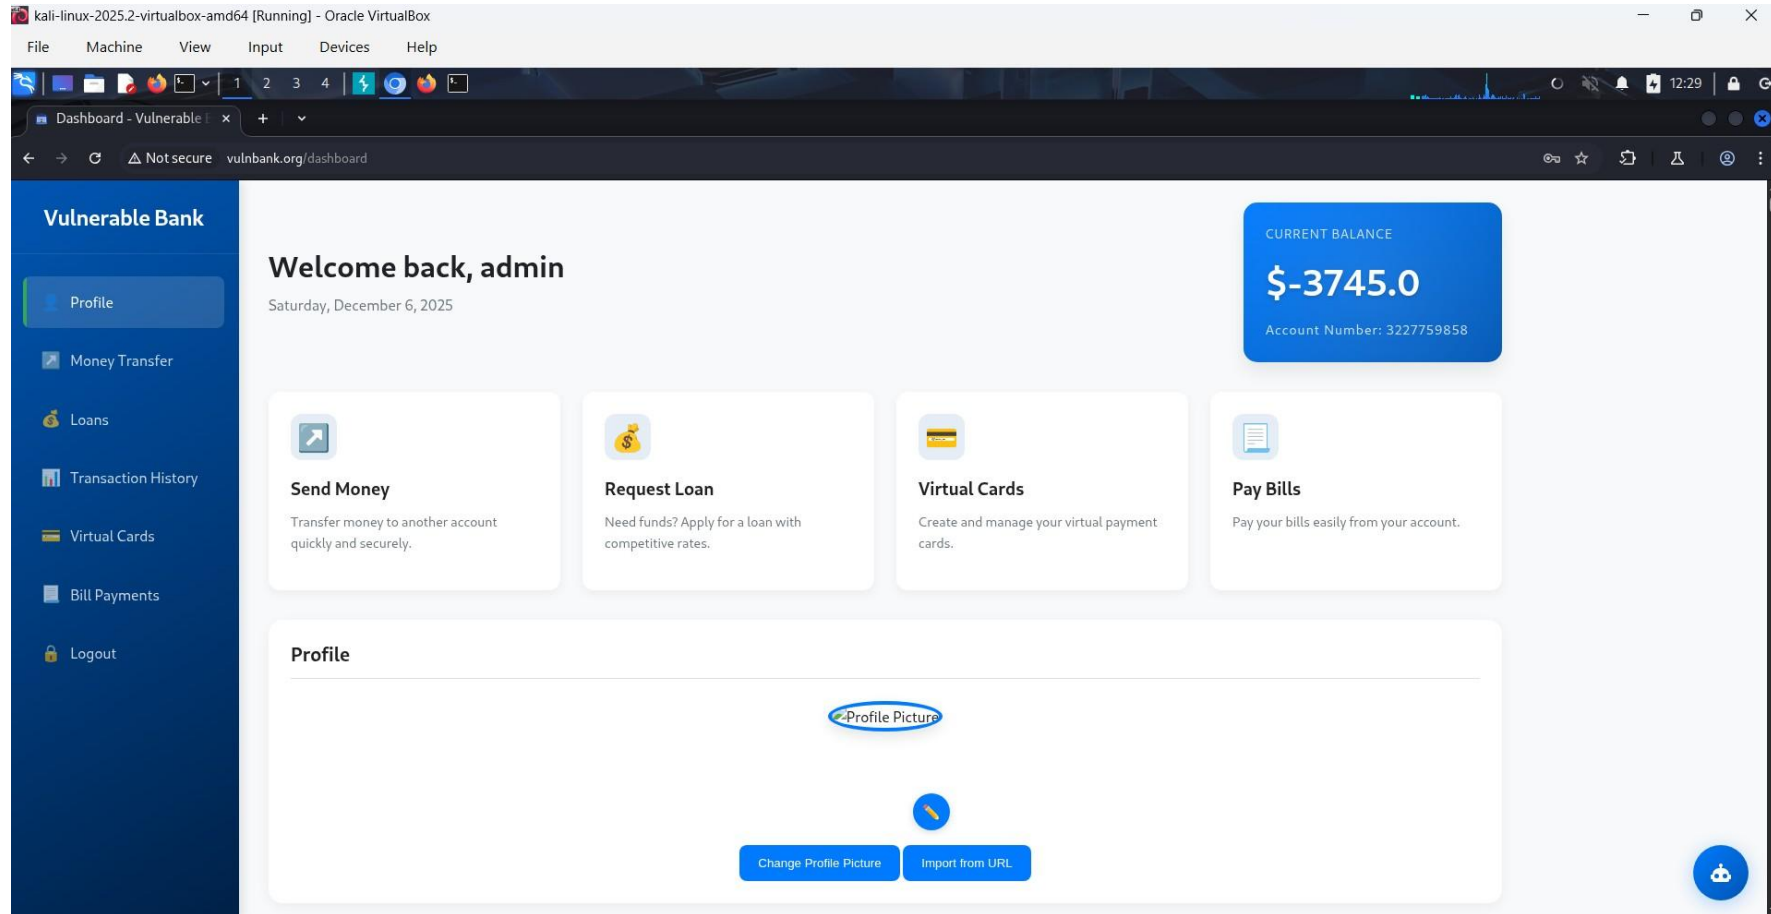 kali-linux-2025.2-virtualbox-amd64 [Running] - Oracle VirtualBox
File Machine View Input Devices Help
1 2 3 4 12:29
Dashboard - Vulnerable
Not secure vulnbank.org/dashboard
Vulnerable Bank
Profile
Money Transfer
Loans
Transaction History
Virtual Cards
Bill Payments
Logout
Welcome back, admin
Saturday, December 6, 2025
CURRENT BALANCE
$-3745.0
Account Number: 3227759858
Send Money
Transfer money to another account
quickly and securely.
Request Loan
Need funds? Apply for a loan with
competitive rates.
Virtual Cards
Create and manage your virtual payment
cards.
Pay Bills
Pay your bills easily from your account.
Profile
Profile Picture
Change Profile Picture
Import from URL